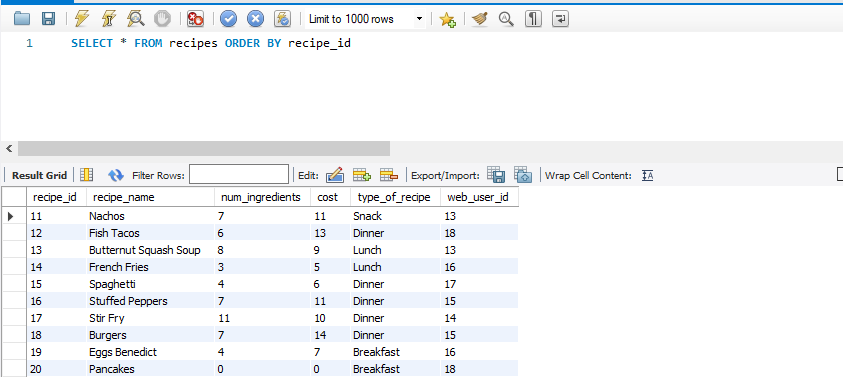 Limit to 1000 rows
1 SELECT * FROM recipes ORDER BY recipe_id
Result Grid Filter Rows: Edit: Export/Import: Wrap Cell Content:
recipe_id recipe_name num_ingredients cost type_of_recipe web_user_id
11 Nachos 7 11 Snack 13
12 Fish Tacos 6 13 Dinner 18
13 Butternut Squash Soup 8 9 Lunch 13
14 French Fries 3 5 Lunch 16
15 Spaghetti 4 6 Dinner 17
16 Stuffed Peppers 7 11 Dinner 15
17 Stir Fry 11 10 Dinner 14
18 Burgers 7 14 Dinner 15
19 Eggs Benedict 4 7 Breakfast 16
20 Pancakes 0 0 Breakfast 18